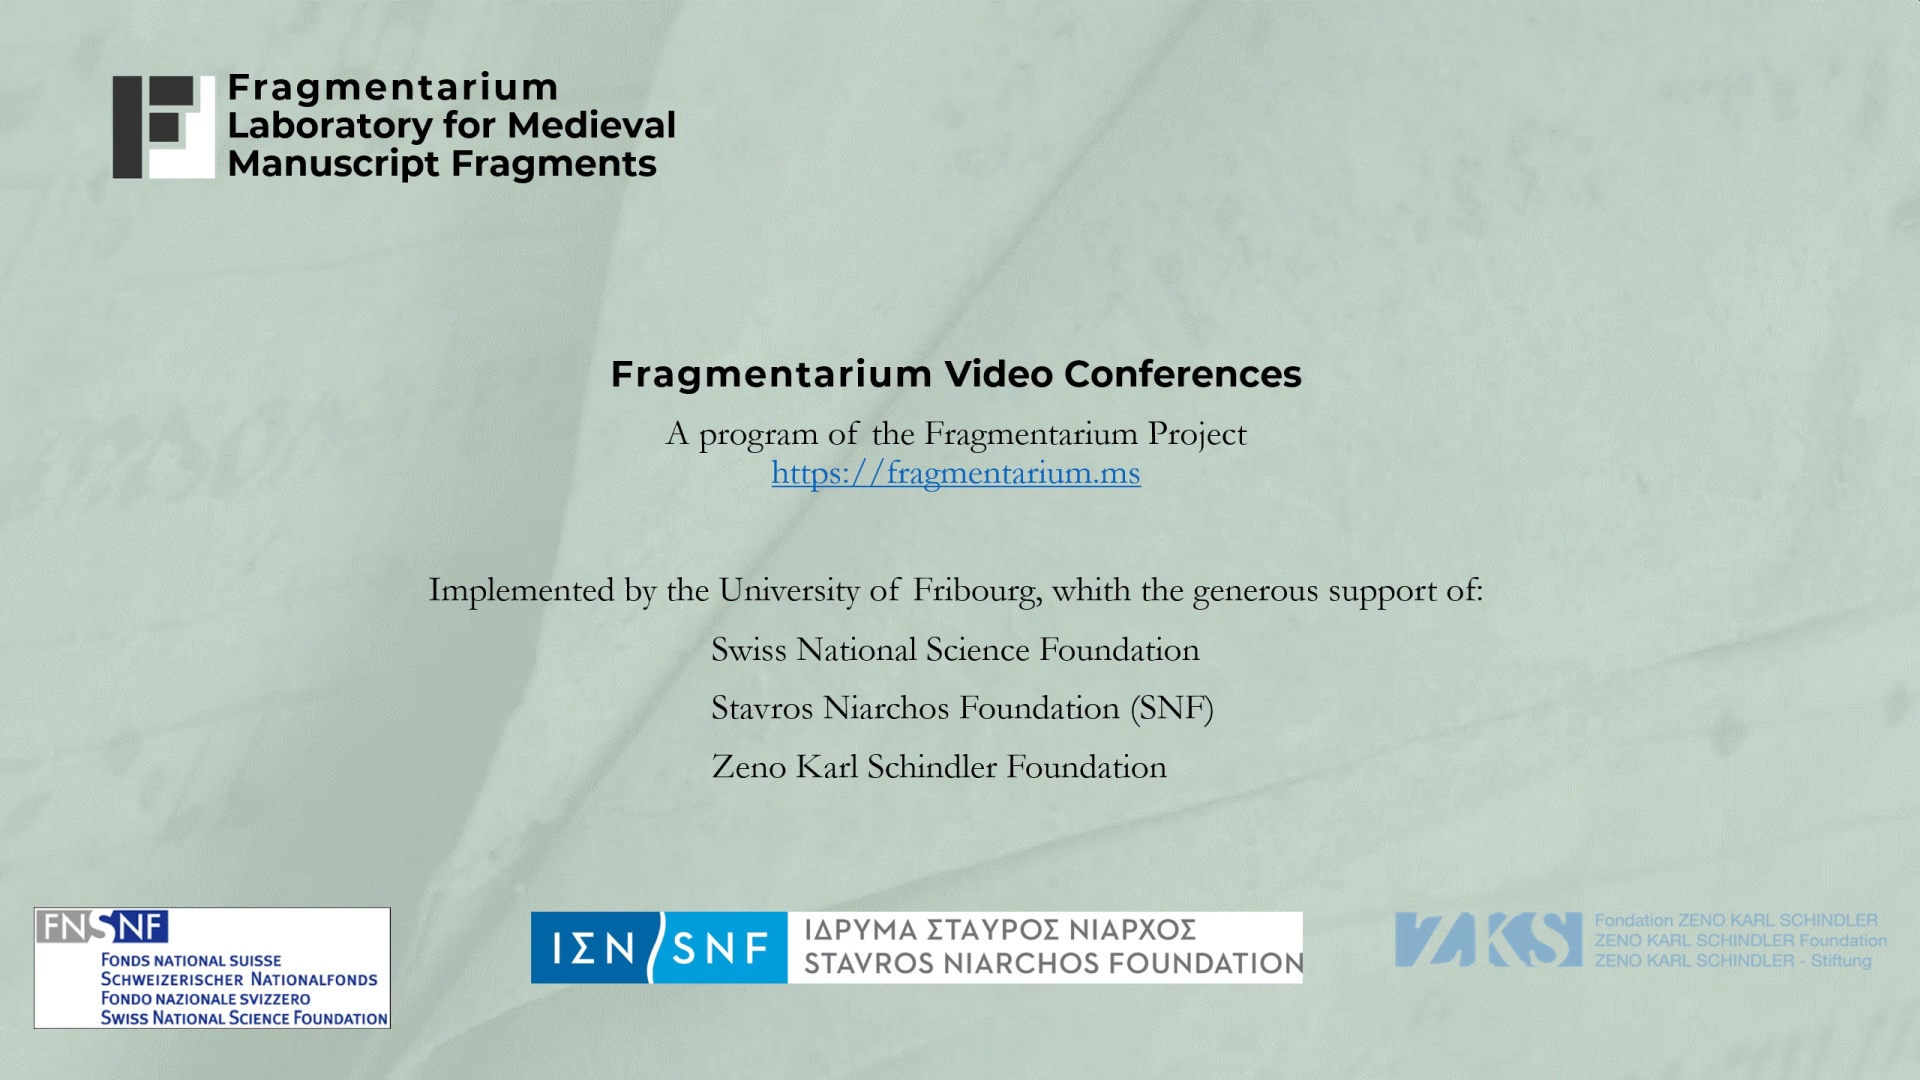 Fragmentarium
Laboratory for Medieval
Manuscript Fragments
Fragmentarium Video Conferences
A program of the Fragmentarium Project
https://fragmentarium.ms
Implemented by the University of Fribourg, whith the generous support of:
Swiss National Science Foundation
Stavros Niarchos Foundation (SNF)
Zeno Karl Schindler Foundation
FNSNF
FONDS NATIONAL SUISSE
SCHWEIZERISCHER NATIONALFONDS
FONDO NAZIONALE SVIZZERO
SWISS NATIONAL SCIENCE FOUNDATION
ΙΣΝ/SNF
ΙΔΡΥΜΑ ΣΤΑΥΡΟΣ ΝΙΑΡΧΟΣ
STAVROS NIARCHOS FOUNDATION
ZKS
Fondation ZENO KARL SCHINDLER
ZENO KARL SCHINDLER Foundation
ZENO KARL SCHINDLER - Stiftung